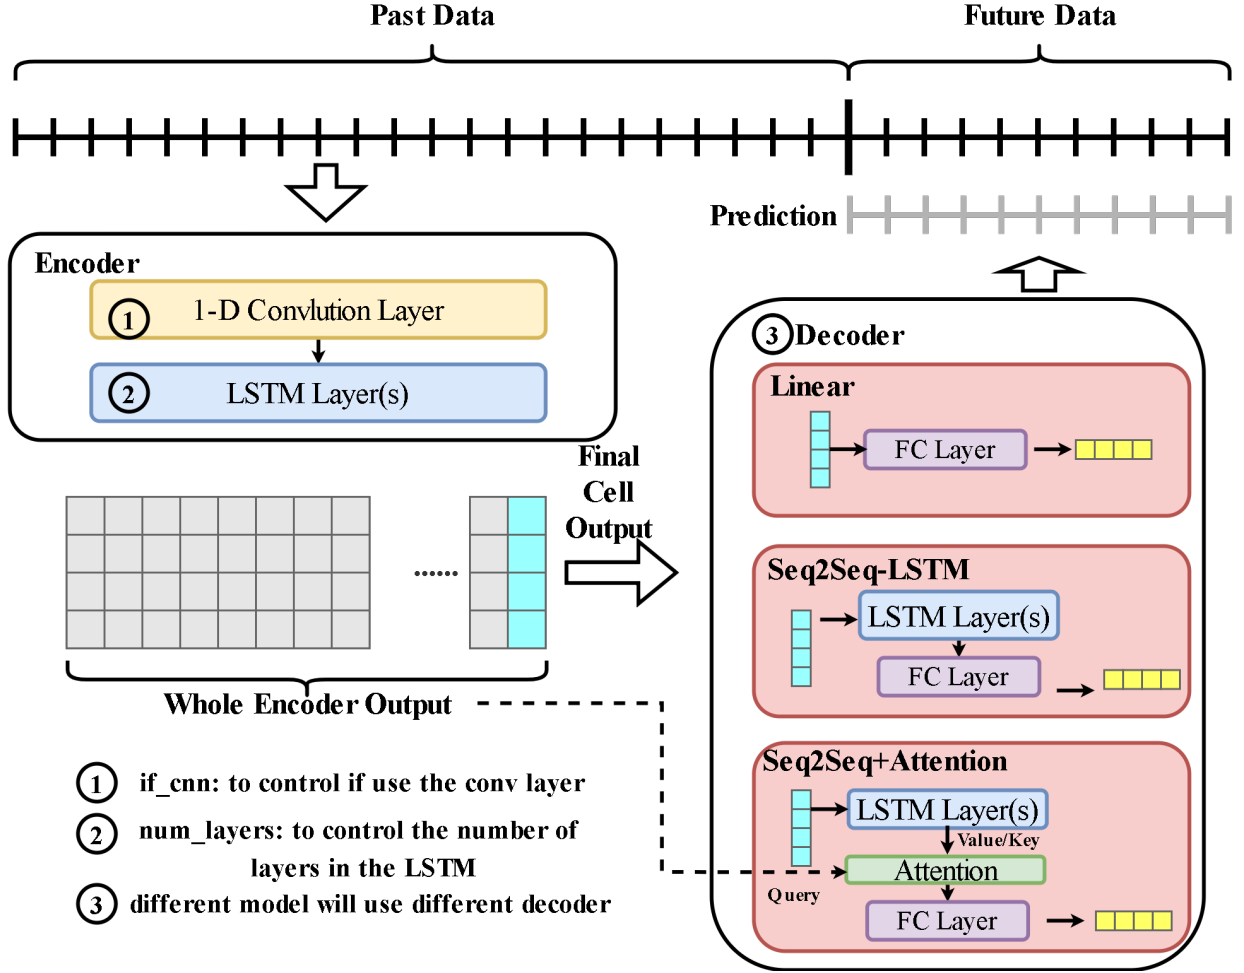 Past Data
Future Data
Prediction
Encoder
1
1-D Convlution Layer
2
LSTM Layer(s)
Final
Cell
Output
......
Whole Encoder Output
1 if_cnn: to control if use the conv layer
2 num_layers: to control the number of
layers in the LSTM
3 different model will use different decoder
3 Decoder
Linear
FC Layer
Seq2Seq-LSTM
LSTM Layer(s)
FC Layer
Seq2Seq+Attention
LSTM Layer(s)
Value/Key
Attention
Query
FC Layer